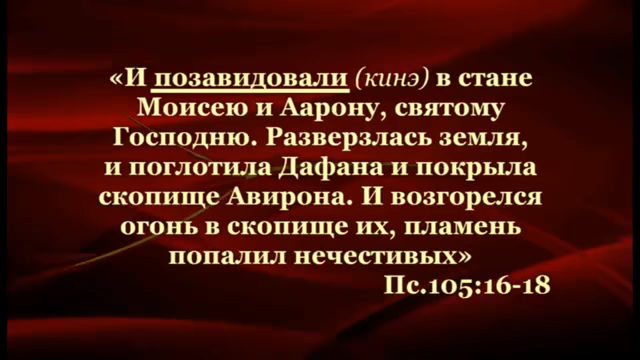 «И позавидовали (кинэ) в стане
Моисею и Аарону, святому
Господню. Разверзлась земля,
и поглотила Дафана и покрыла
скопище Авирона. И возгорелся
огонь в скопище их, пламень
попалил нечестивых»
Пс.105:16-18